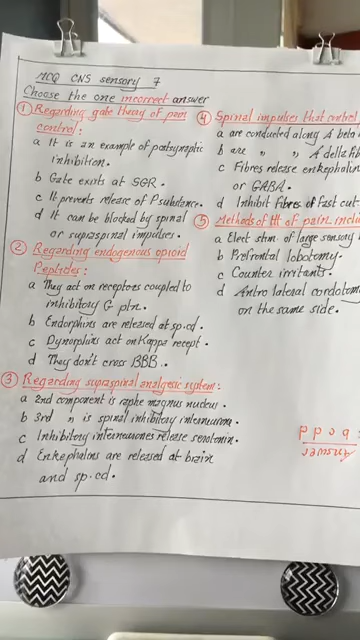 MCQ CNS sensory 7
Choose the one incorrect answer
① Regarding gate theory of pain
control:
a It is an example of postsynaptic
inhibition.
b Gate exists at SGR.
c It prevents release of P substance.
d It can be blocked by spinal
or supraspinal impulses.
② Regarding endogenous opioid
Peptides:
a They act on receptors coupled to
inhibitory G ptn.
b Endorphins are released at sp.cd.
c Dynorphins act on Kappa recept.
d They don't cross BBB.
③ Regarding supraspinal analgesic system:
a 2nd component is raphe magnus nucleus.
b 3rd " is spinal inhibitory interneurons.
c Inhibitory interneurones release serotonin.
d Enkephalons are released at brain
and sp.cd.
④ Spinal impulses that control
a are conducted along A beta
b are " " A delta
c Fibres release enkephalin
or GABA.
d Inhibit fibres of fast
⑤ Methods of ttt of pain
a Elect stim of large sensory
b Prefrontal lobotomy.
c Counter irritants.
d Antro lateral
on the same side.
Answer
b c d d